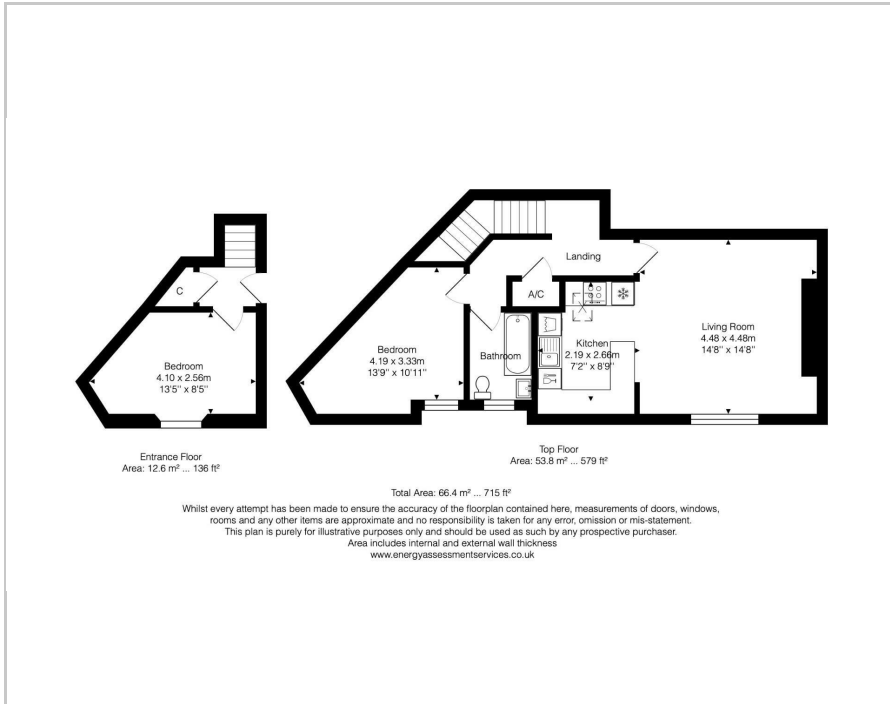 C
Bedroom
4.10 x 2.56m
13'5" x 8'5"
Entrance Floor
Area: 12.6 m² ... 136 ft²
Landing
A/C
Bedroom
4.19 x 3.33m
13'9" x 10'11"
Bathroom
Kitchen
2.19 x 2.66m
7'2" x 8'9"
Living Room
4.48 x 4.48m
14'8" x 14'8"
Top Floor
Area: 53.8 m² ... 579 ft²
Total Area: 66.4 m² ... 715 ft²
Whilst every attempt has been made to ensure the accuracy of the floorplan contained here, measurements of doors, windows,
rooms and any other items are approximate and no responsibility is taken for any error, omission or mis-statement.
This plan is purely for illustrative purposes only and should be used as such by any prospective purchaser.
Area includes internal and external wall thickness
www.energyassessmentservices.co.uk